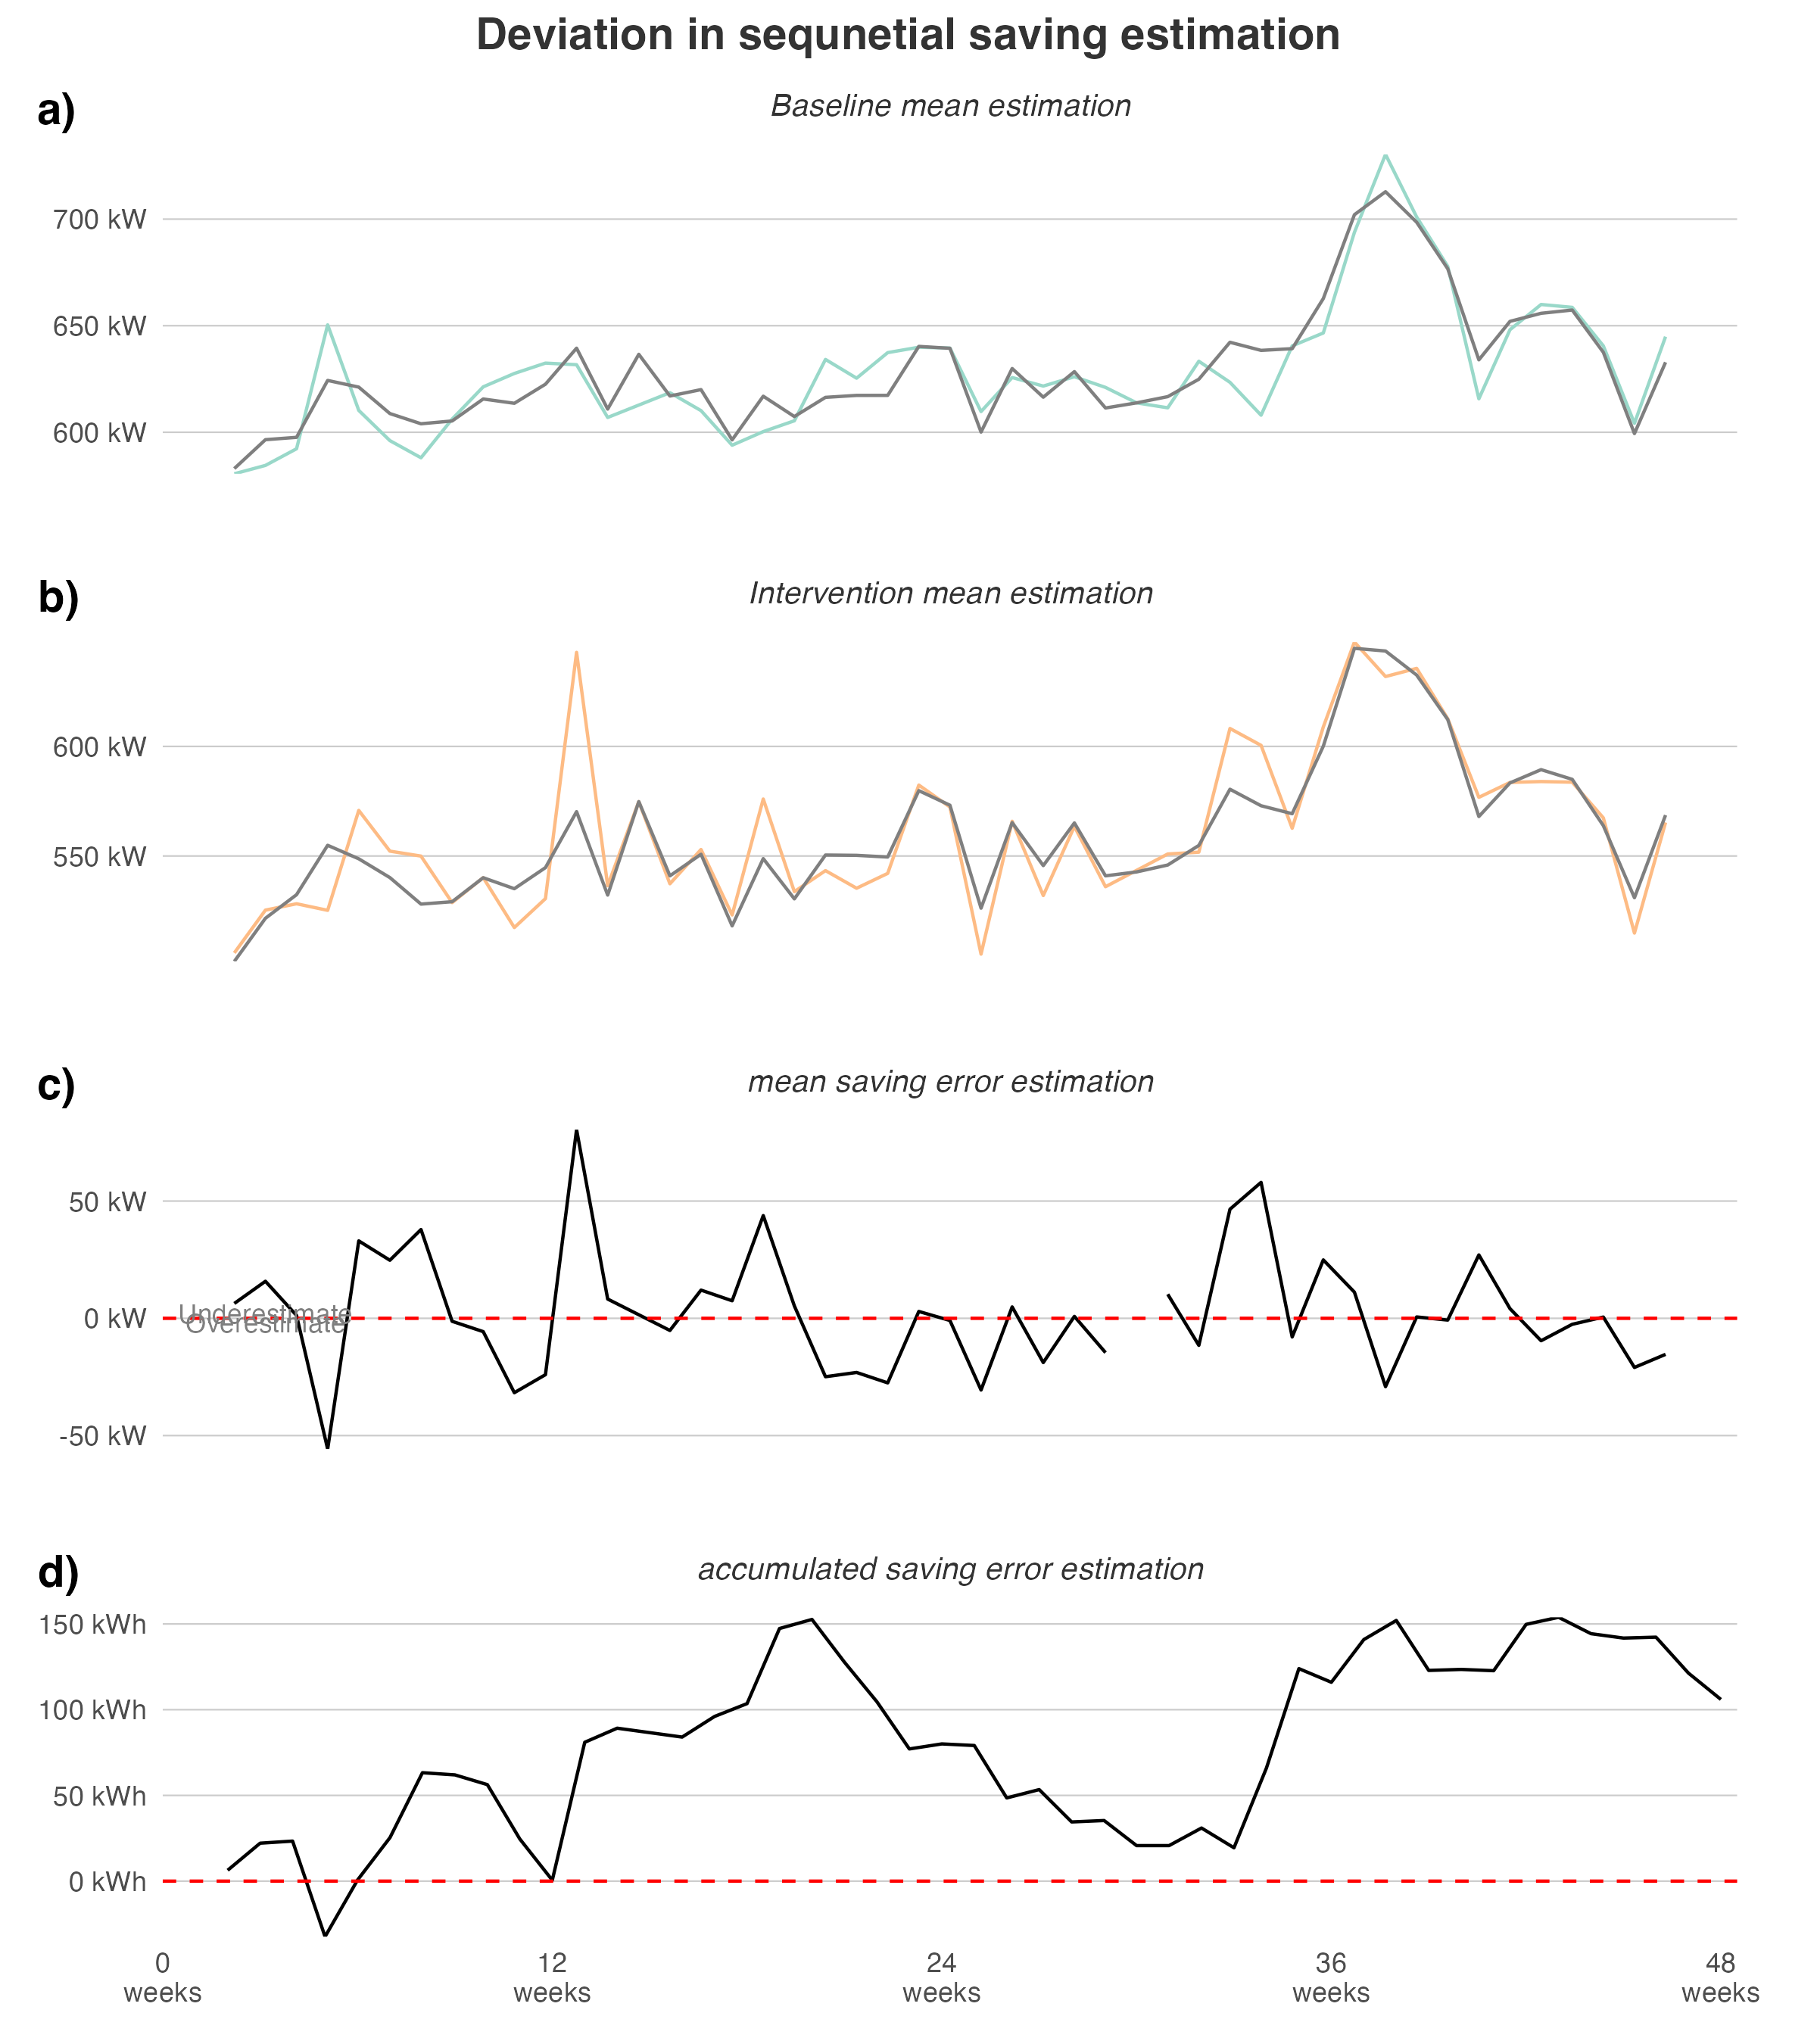 Deviation in sequnetial saving estimation
a)
Baseline mean estimation
700 kW
650 kW
600 kW
b)
Intervention mean estimation
600 kW
550 kW
c)
mean saving error estimation
50 kW
Underestimate
0 kW
Overestimate
-50 kW
d)
accumulated saving error estimation
150 kWh
100 kWh
50 kWh
0 kWh
0 12 24 36 48
weeks weeks weeks weeks weeks